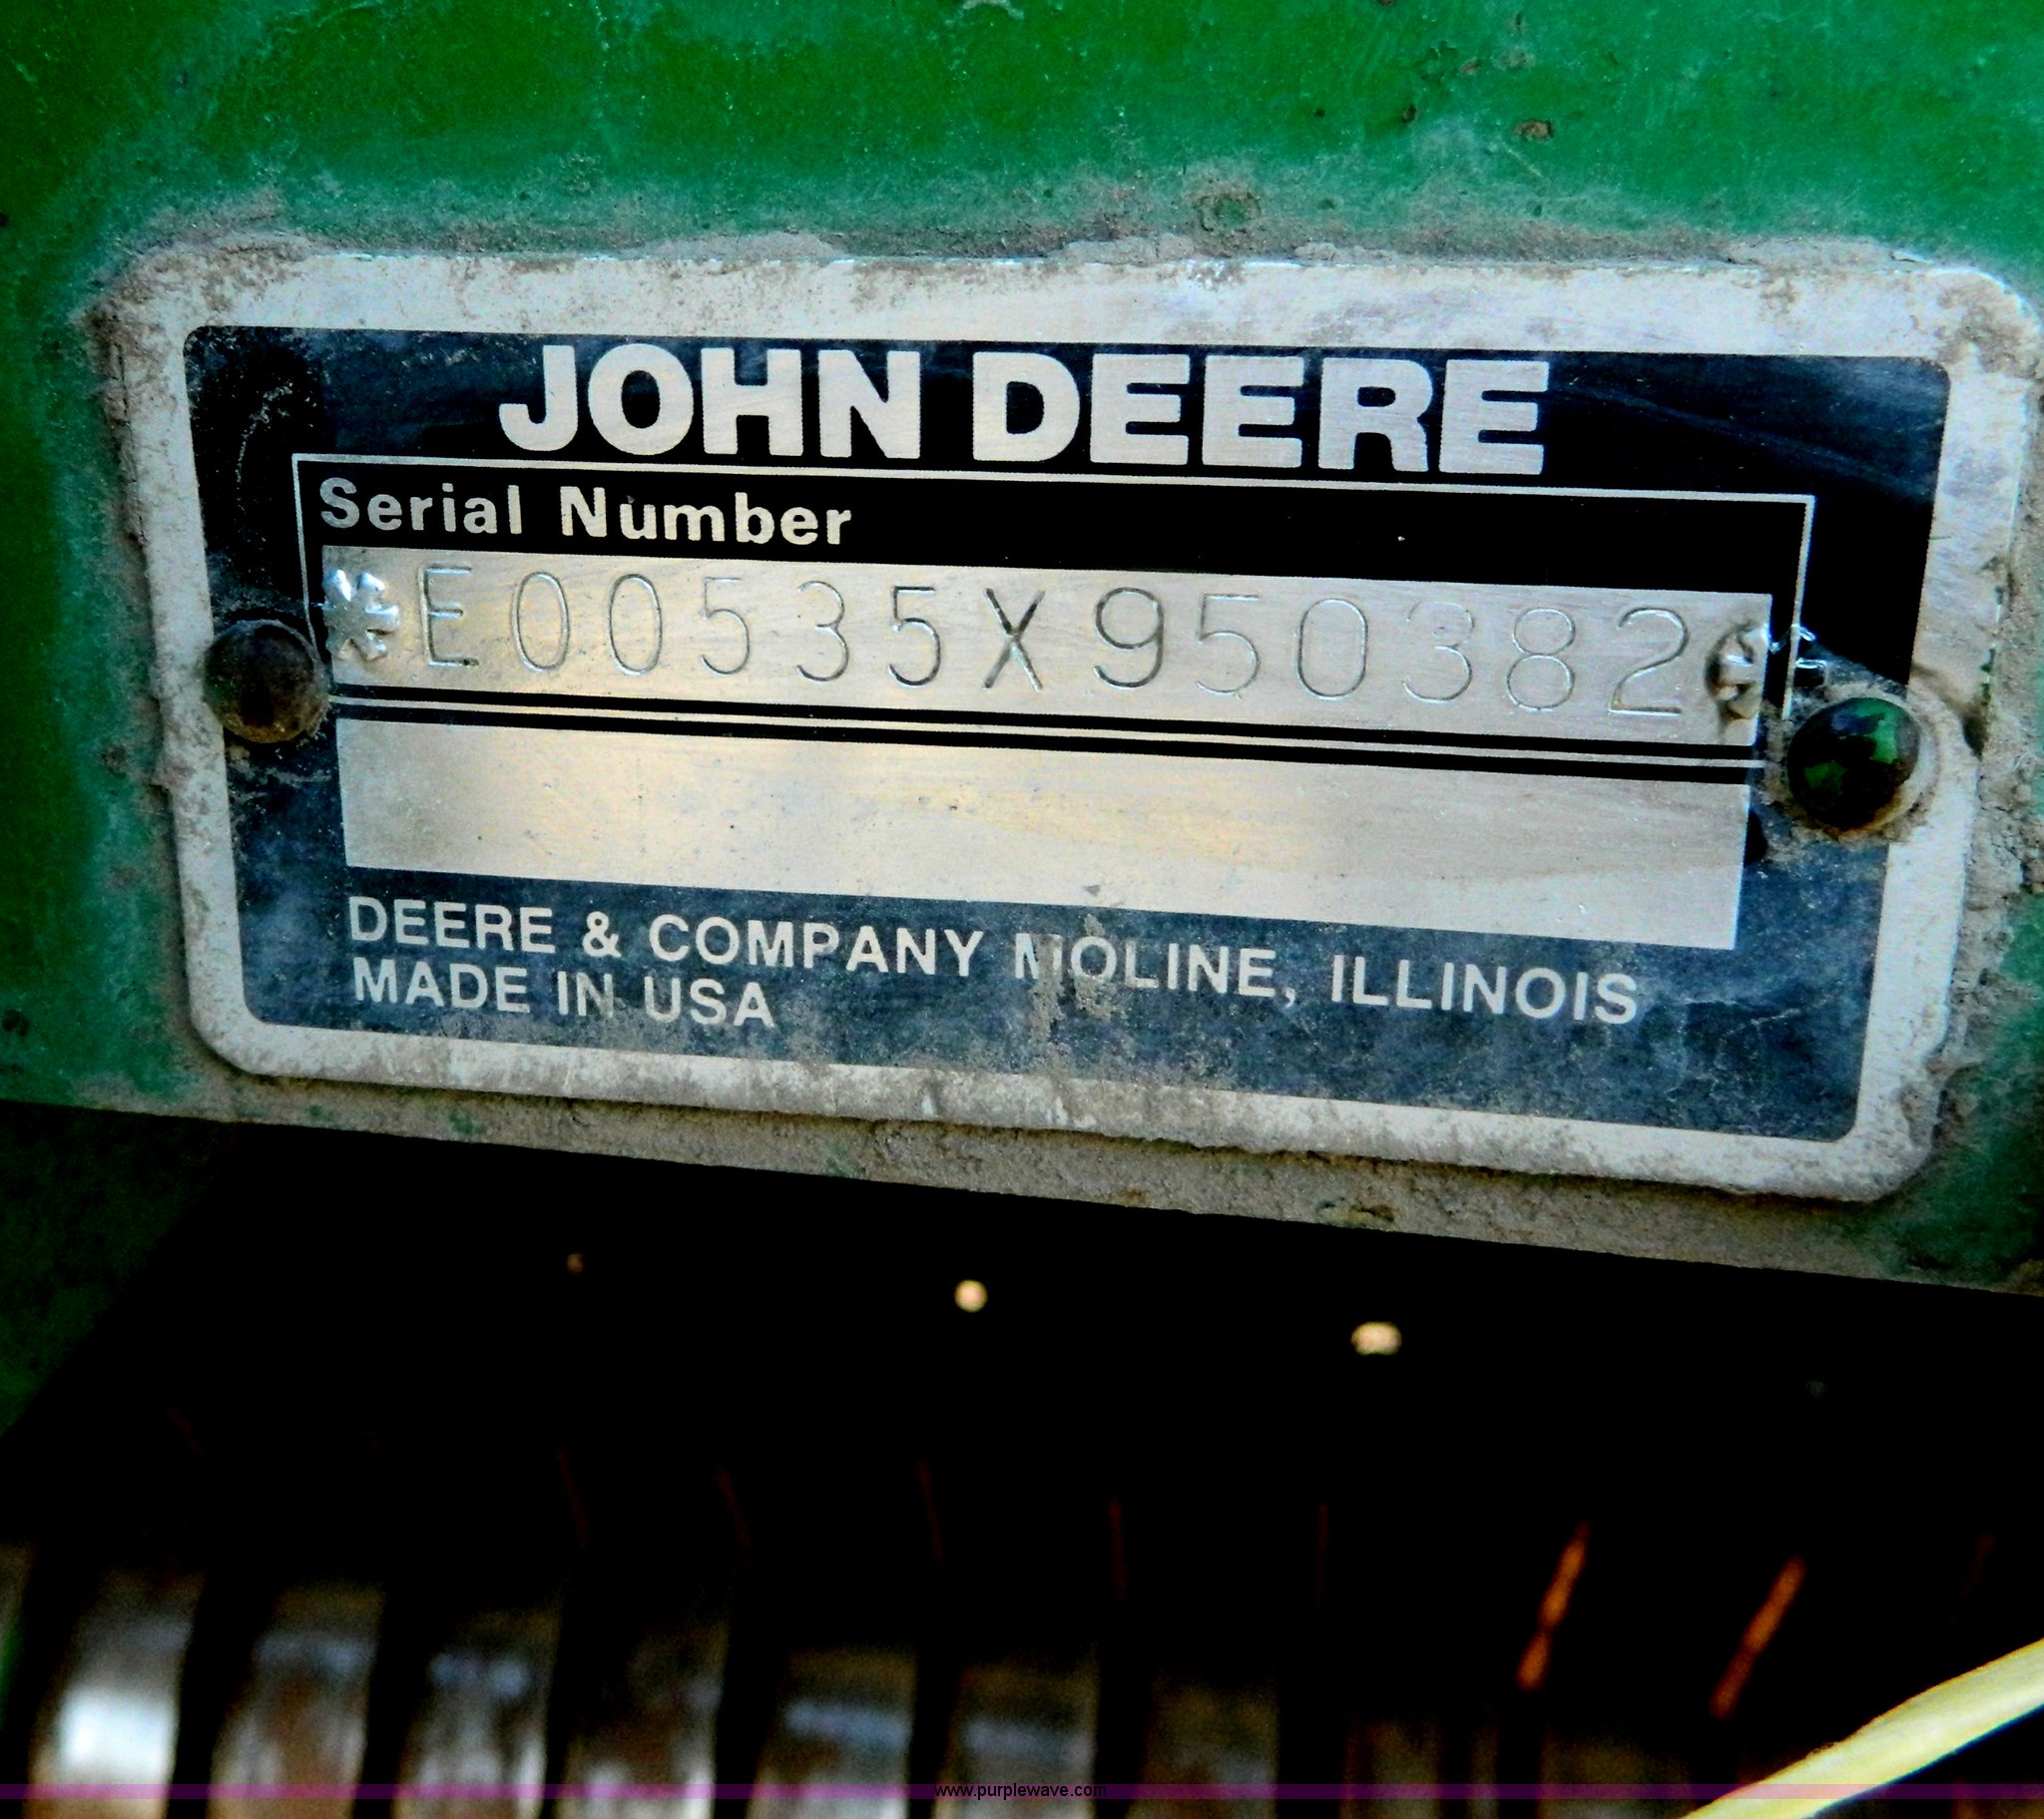 JOHN DEERE
Serial Number
*E00535X950382*
DEERE & COMPANY MOLINE, ILLINOIS
MADE IN USA
www.purplewave.com